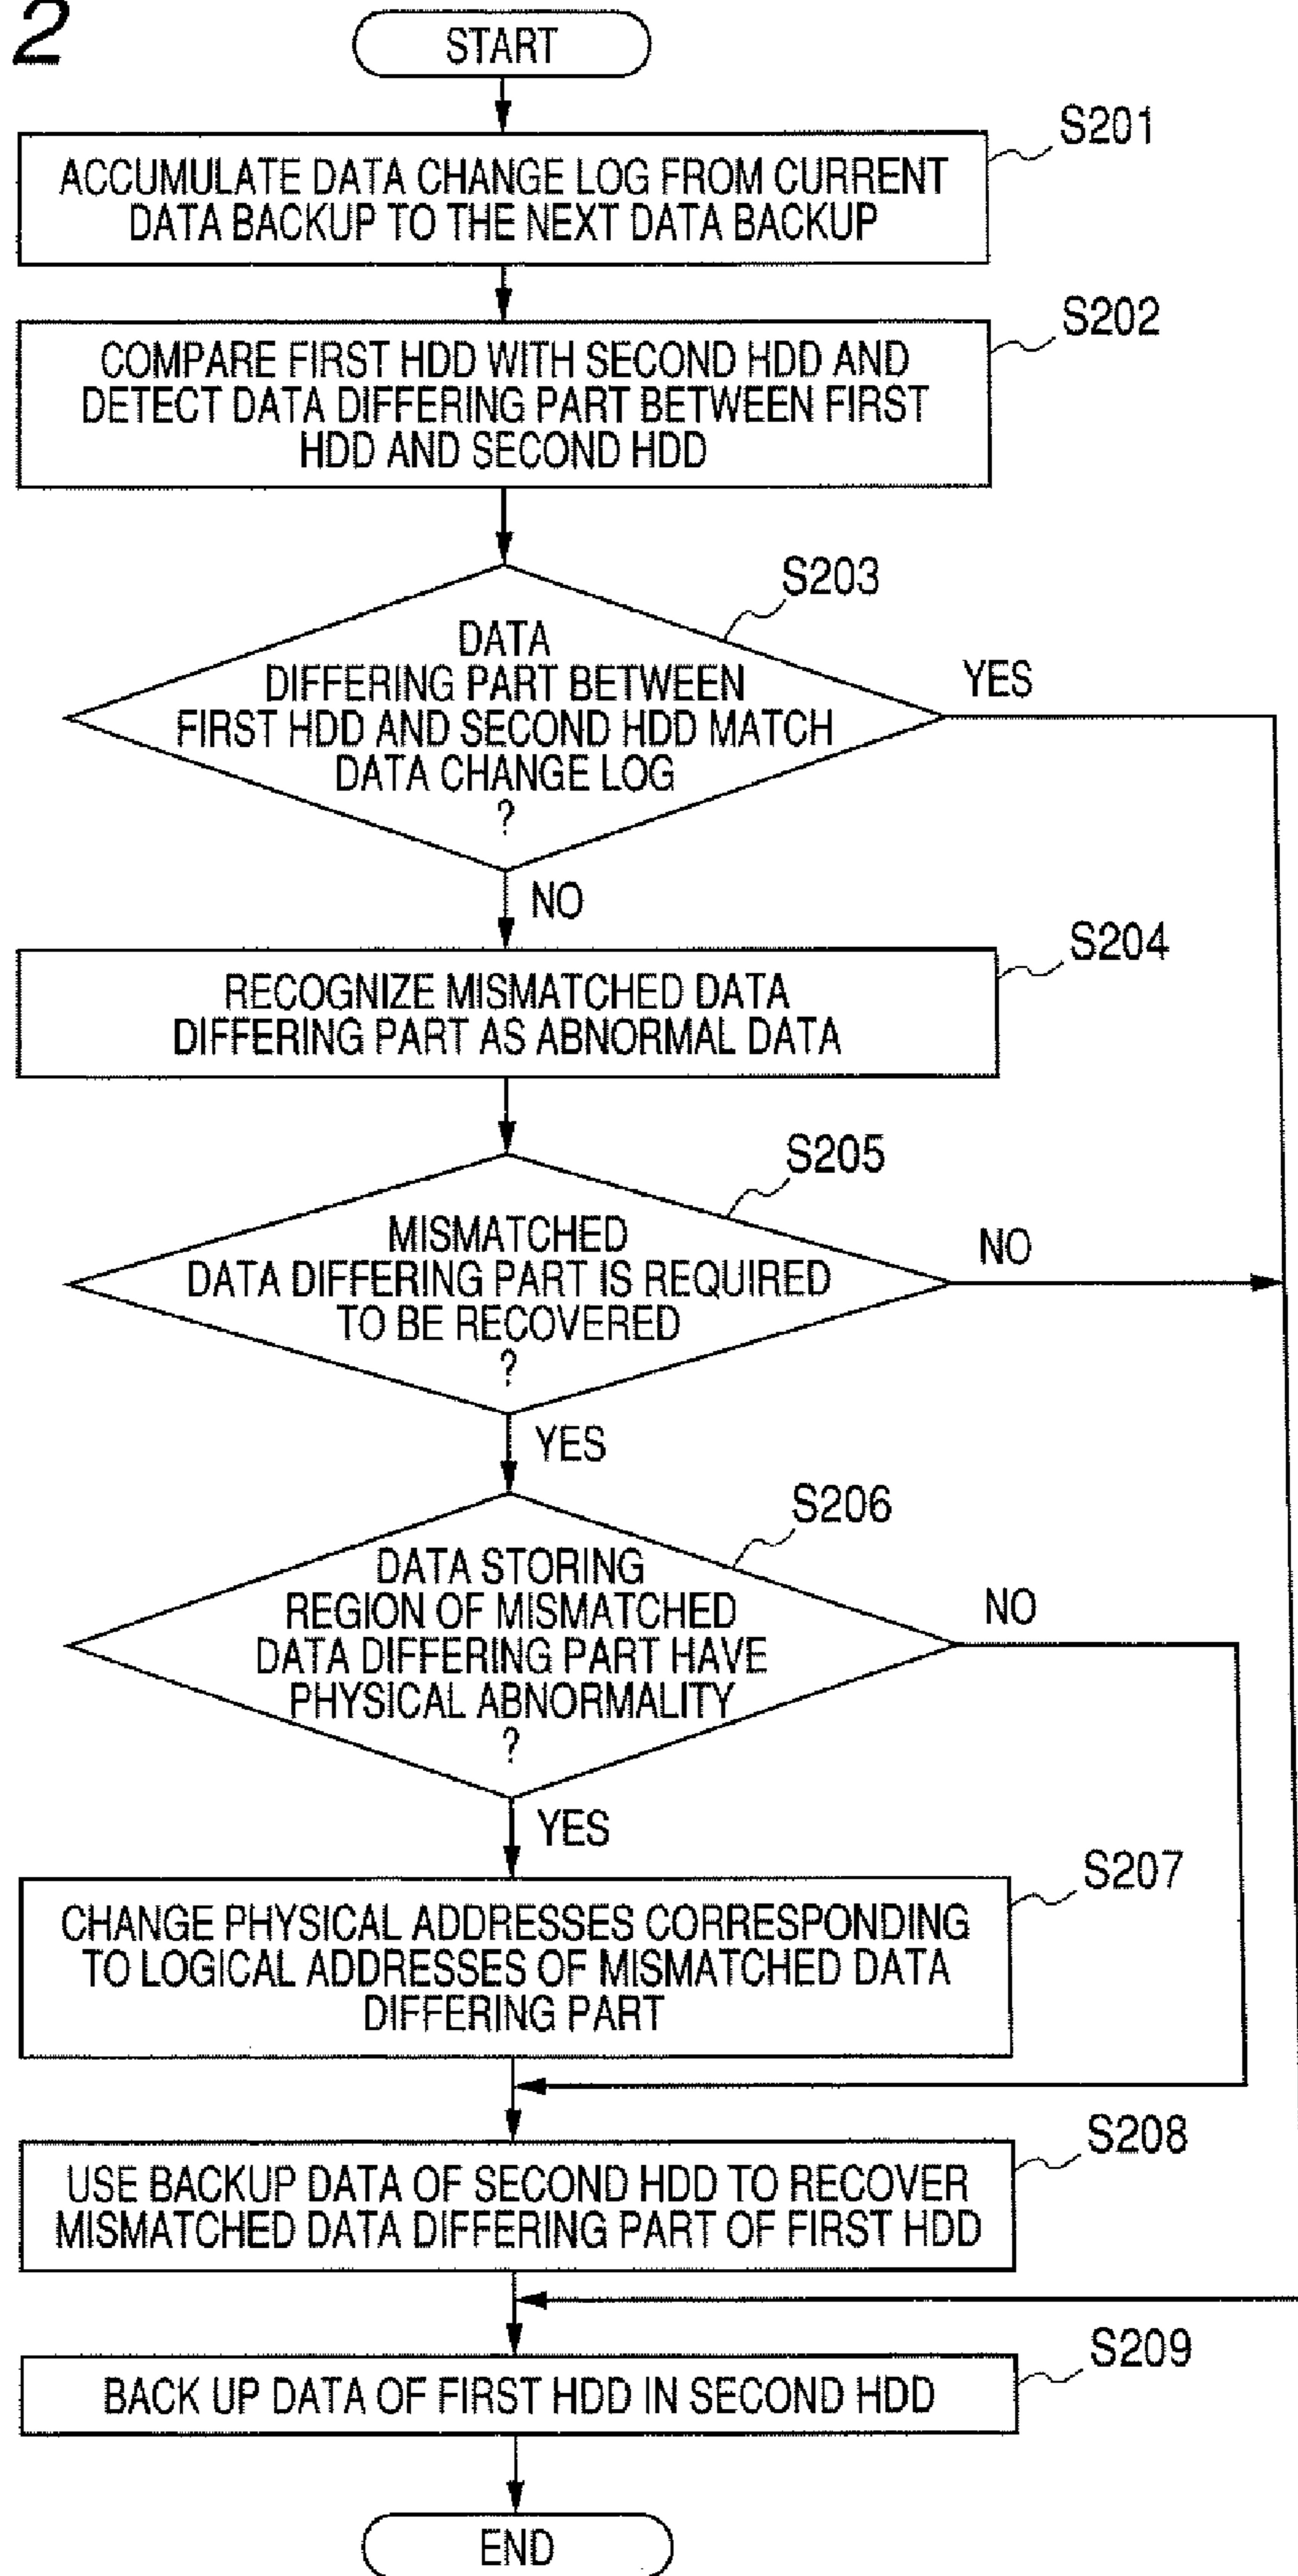 2
START
S201
ACCUMULATE DATA CHANGE LOG FROM CURRENT
DATA BACKUP TO THE NEXT DATA BACKUP
S202
COMPARE FIRST HDD WITH SECOND HDD AND
DETECT DATA DIFFERING PART BETWEEN FIRST
HDD AND SECOND HDD
S203
DATA
DIFFERING PART BETWEEN
FIRST HDD AND SECOND HDD MATCH
DATA CHANGE LOG
?
YES
NO
S204
RECOGNIZE MISMATCHED DATA
DIFFERING PART AS ABNORMAL DATA
S205
MISMATCHED
DATA DIFFERING PART IS REQUIRED
TO BE RECOVERED
?
NO
YES
S206
DATA STORING
REGION OF MISMATCHED
DATA DIFFERING PART HAVE
PHYSICAL ABNORMALITY
?
NO
YES
S207
CHANGE PHYSICAL ADDRESSES CORRESPONDING
TO LOGICAL ADDRESSES OF MISMATCHED DATA
DIFFERING PART
S208
USE BACKUP DATA OF SECOND HDD TO RECOVER
MISMATCHED DATA DIFFERING PART OF FIRST HDD
S209
BACK UP DATA OF FIRST HDD IN SECOND HDD
END